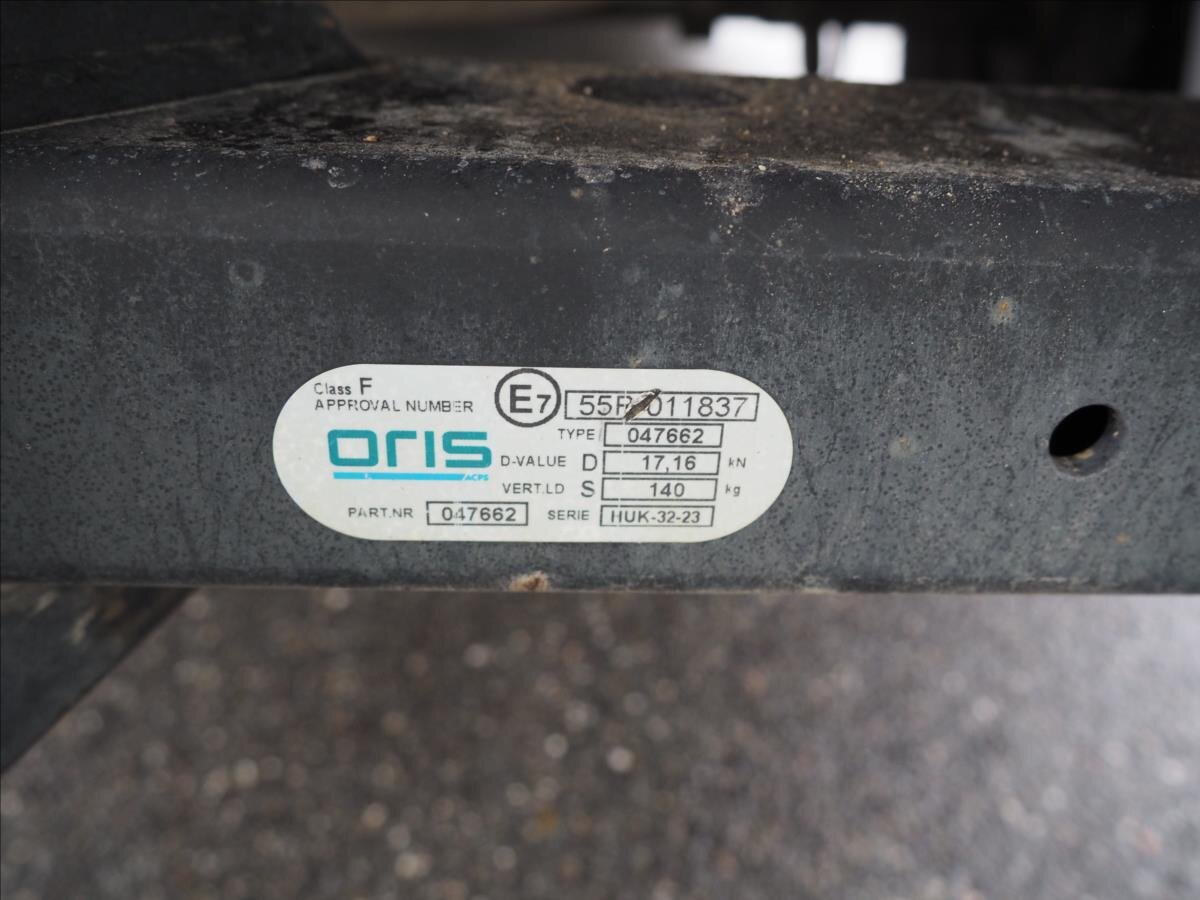 Class F
APPROVAL NUMBER E7 011837
TYPE 047662
oris
ACPS
D-VALUE D 17,16 kN
VERT.LD S 140 kg
PART.NR 047662 SERIE HUK-32-23